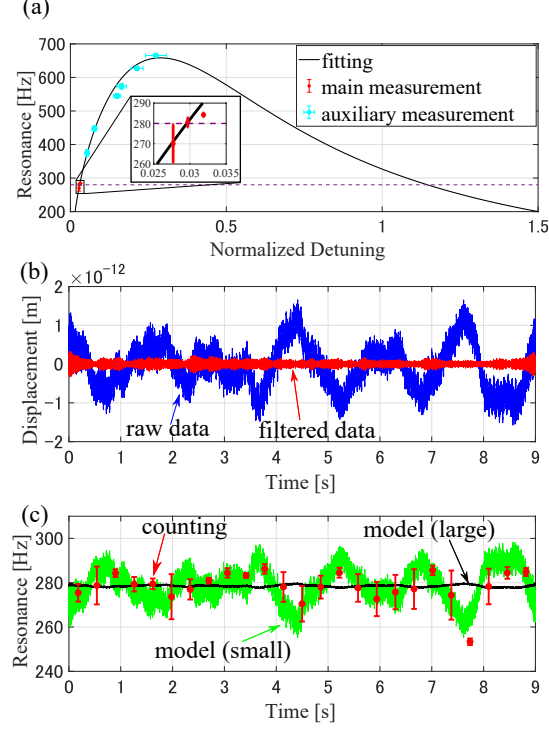 (a)
700
600
500
400
300
200
Resonance [Hz]
fitting
main measurement
auxiliary measurement
290
280
270
260
0.025
0.03
0.035
0
0.5
1
1.5
Normalized Detuning
(b)
×10⁻¹²
2
1
0
-1
-2
Displacement [m]
raw data
filtered data
0 1 2 3 4 5 6 7 8 9
Time [s]
(c)
300
280
260
240
Resonance [Hz]
counting
model (large)
model (small)
0 1 2 3 4 5 6 7 8 9
Time [s]